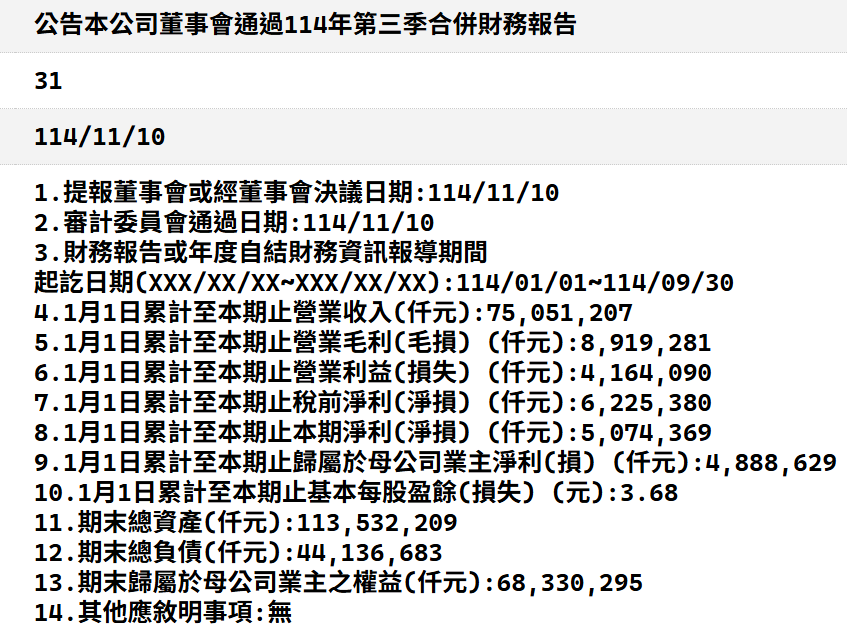 公告本公司董事會通過114年第三季合併財務報告
31
114/11/10
1.提報董事會或經董事會決議日期:114/11/10
2.審計委員會通過日期:114/11/10
3.財務報告或年度自結財務資訊報導期間
起訖日期(XXX/XX/XX~XXX/XX/XX):114/01/01~114/09/30
4.1月1日累計至本期止營業收入(仟元):75,051,207
5.1月1日累計至本期止營業毛利(毛損) (仟元):8,919,281
6.1月1日累計至本期止營業利益(損失) (仟元):4,164,090
7.1月1日累計至本期止稅前淨利(淨損) (仟元):6,225,380
8.1月1日累計至本期止本期淨利(淨損) (仟元):5,074,369
9.1月1日累計至本期止歸屬於母公司業主淨利(損) (仟元):4,888,629
10.1月1日累計至本期止基本每股盈餘(損失) (元):3.68
11.期末總資產(仟元):113,532,209
12.期末總負債(仟元):44,136,683
13.期末歸屬於母公司業主之權益(仟元):68,330,295
14.其他應敘明事項:無